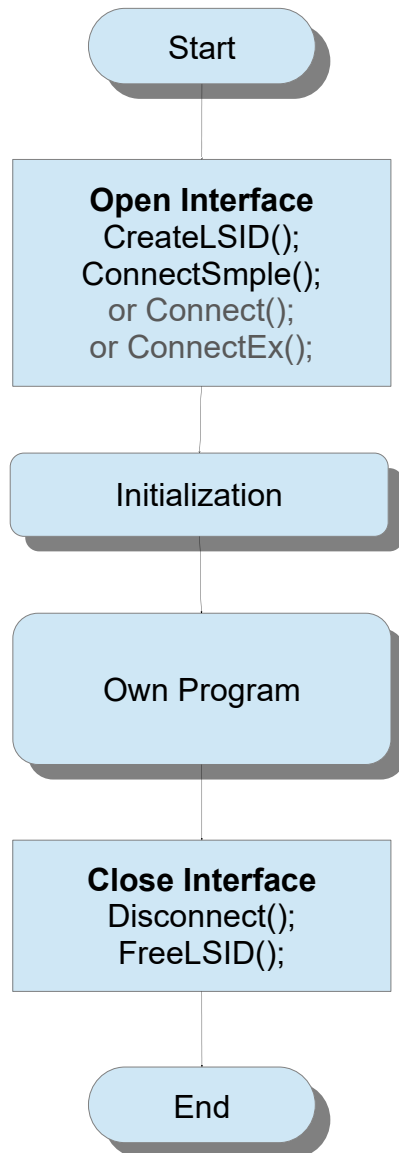 Start
Open Interface
CreateLSID();
ConnectSmple();
or Connect();
or ConnectEx();
Initialization
Own Program
Close Interface
Disconnect();
FreeLSID();
End